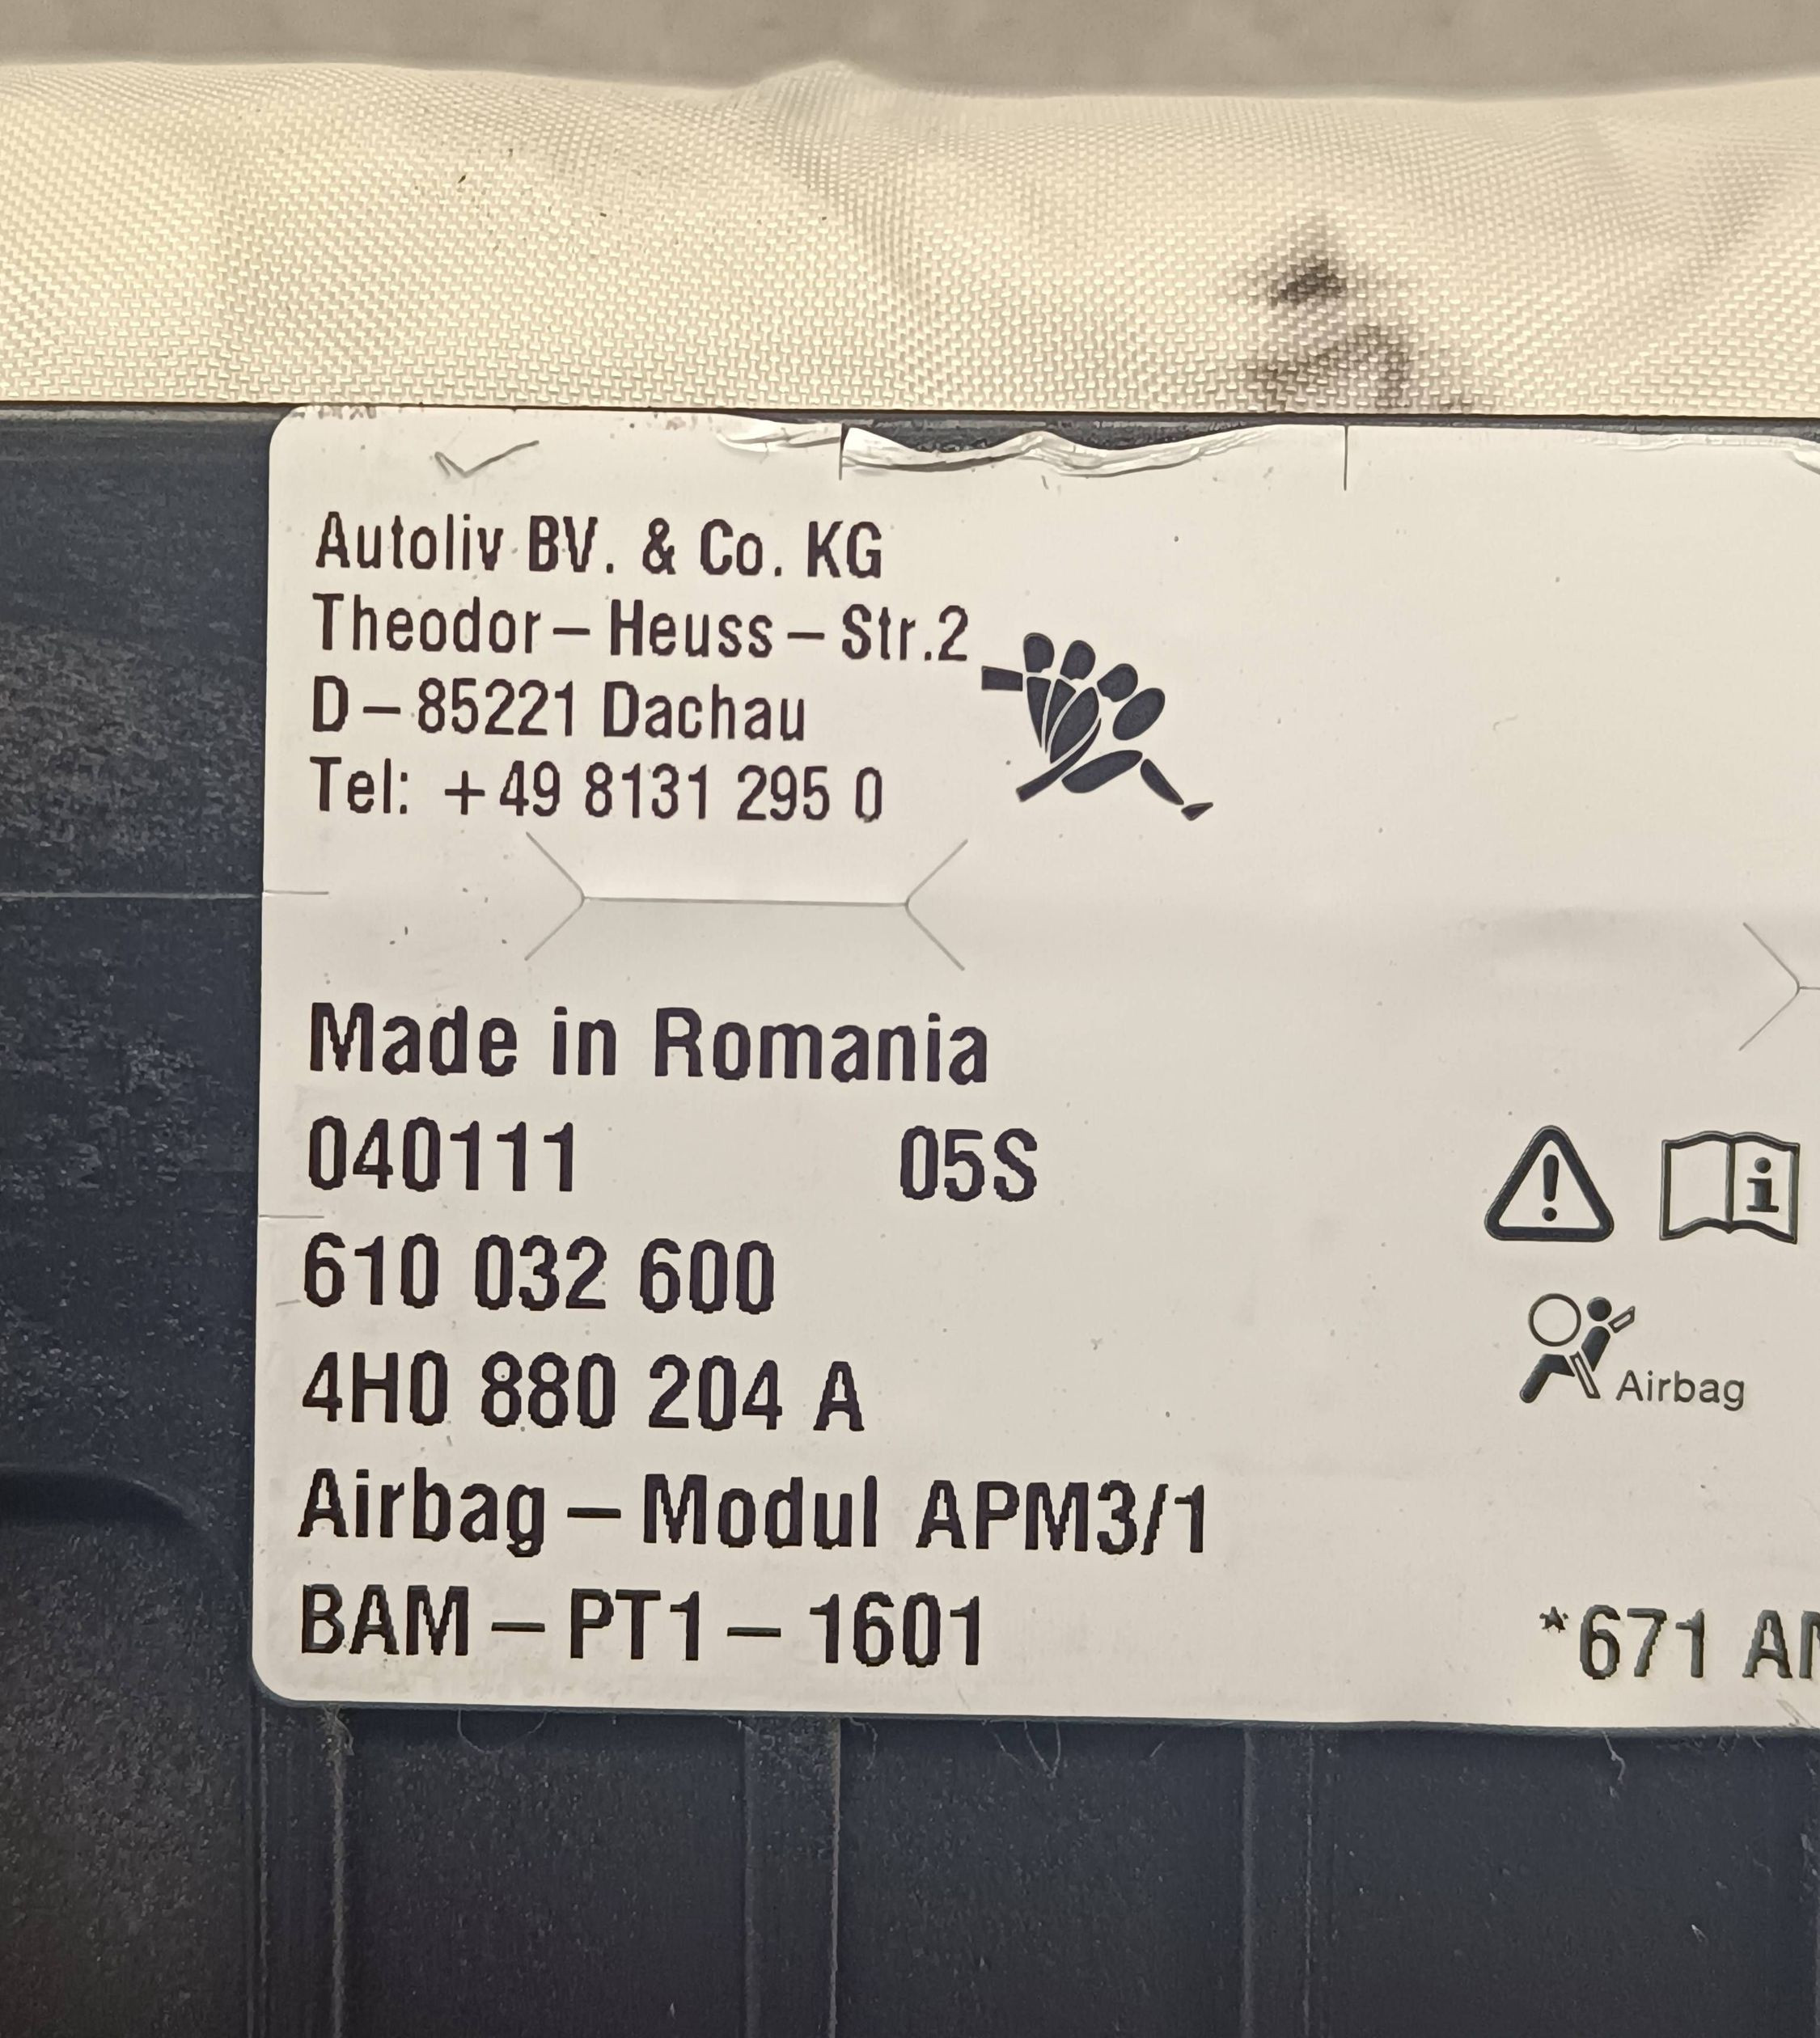 Autoliv BV. & Co. KG
Theodor – Heuss – Str.2
D – 85221 Dachau
Tel: +49 8131 295 0
Made in Romania
040111 05S
610 032 600
4H0 880 204 A
Airbag
Airbag – Modul APM3/1
BAM – PT1 – 1601
*671